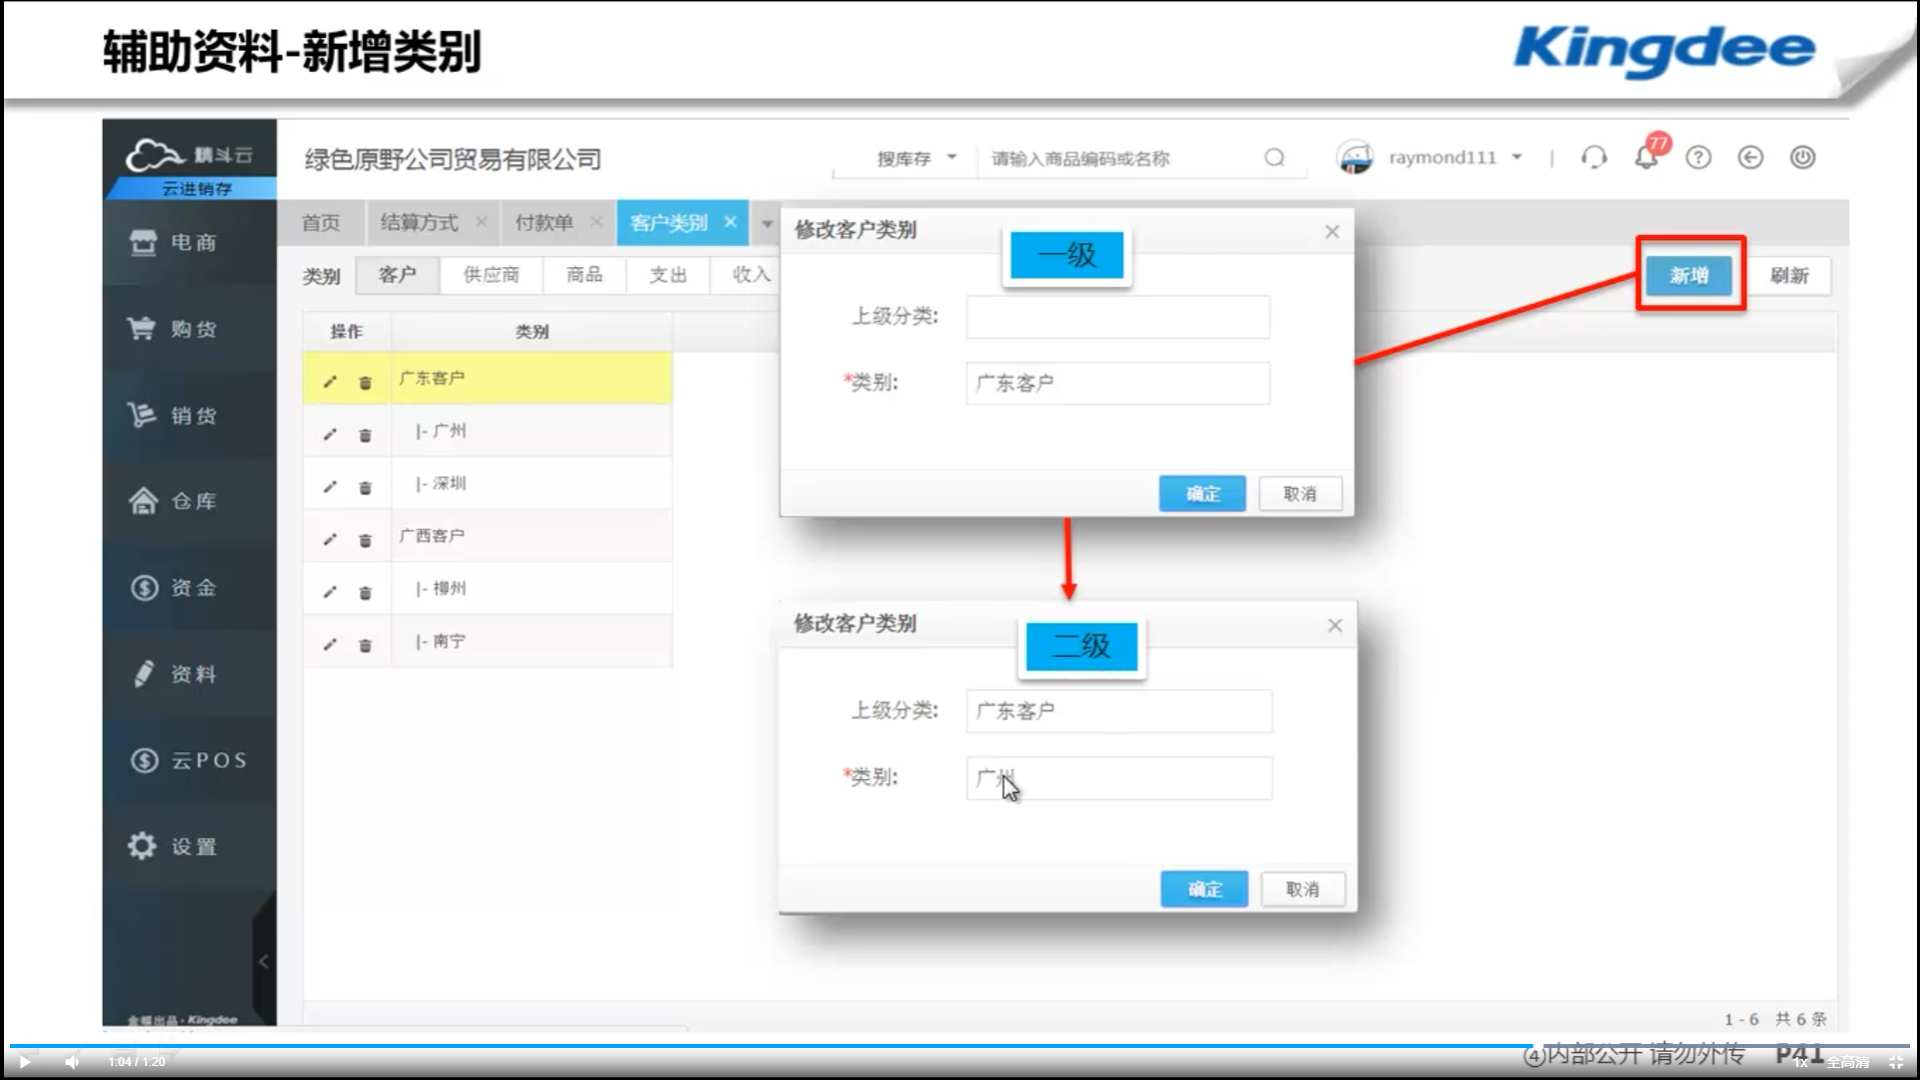 辅助资料-新增类别
Kingdee
精斗云
云进销存
绿色原野公司贸易有限公司
搜库存
请输入商品编码或名称
raymond111
77
首页
结算方式
付款单
客户类别
类别
客户
供应商
商品
支出
收入
新增
刷新
操作
类别
广东客户
|- 广州
|- 深圳
广西客户
|- 柳州
|- 南宁
电商
购货
销货
仓库
资金
资料
云POS
设置
金蝶出品 · Kingdee
修改客户类别
一级
上级分类:
*类别: 广东客户
确定
取消
修改客户类别
二级
上级分类: 广东客户
*类别: 广州
确定
取消
1 - 6 共 6 条
④内部公开 请勿外传
P41
1:04 / 1:20
1x
全高清